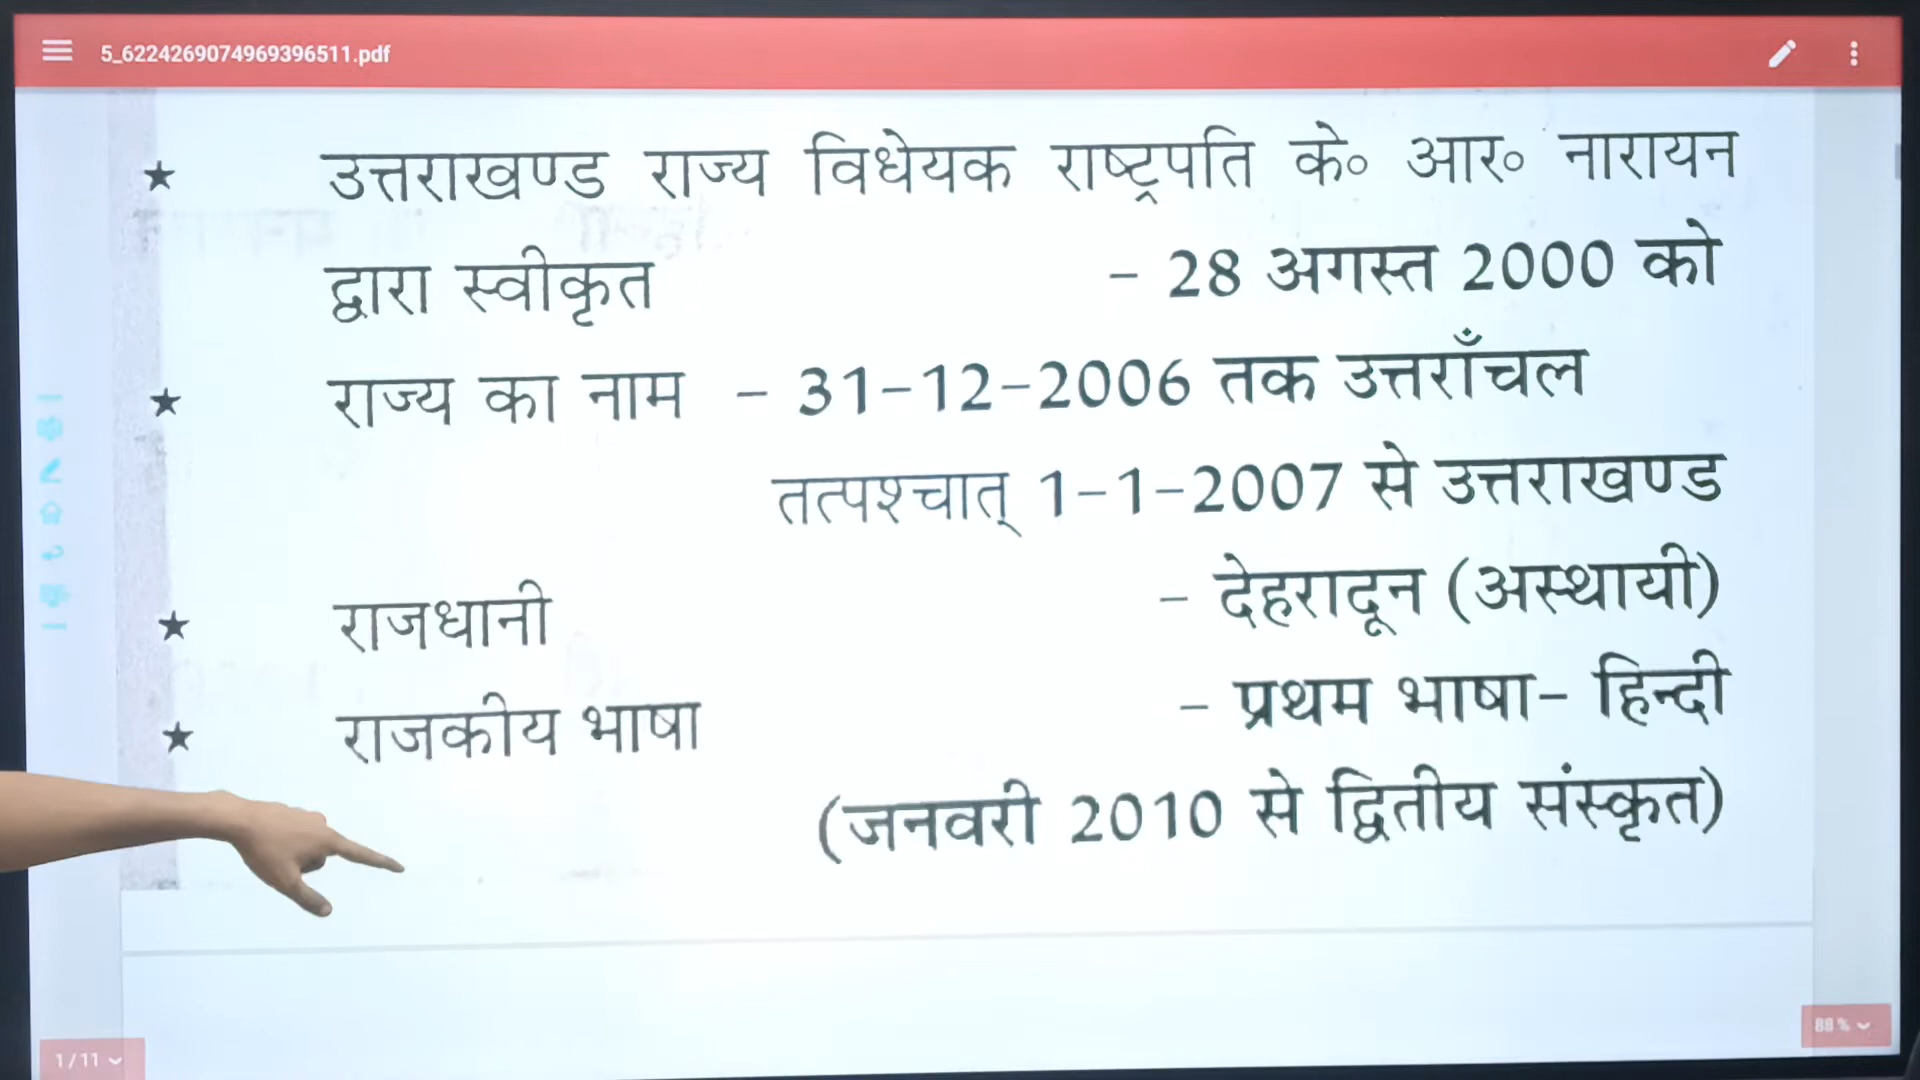 5_6224269074969396511.pdf
★ उत्तराखण्ड राज्य विधेयक राष्ट्रपति के० आर० नारायन
द्वारा स्वीकृत - 28 अगस्त 2000 को
★ राज्य का नाम - 31-12-2006 तक उत्तराँचल
तत्पश्चात् 1-1-2007 से उत्तराखण्ड
★ राजधानी - देहरादून (अस्थायी)
★ राजकीय भाषा - प्रथम भाषा- हिन्दी
(जनवरी 2010 से द्वितीय संस्कृत)
88 %
1 / 11